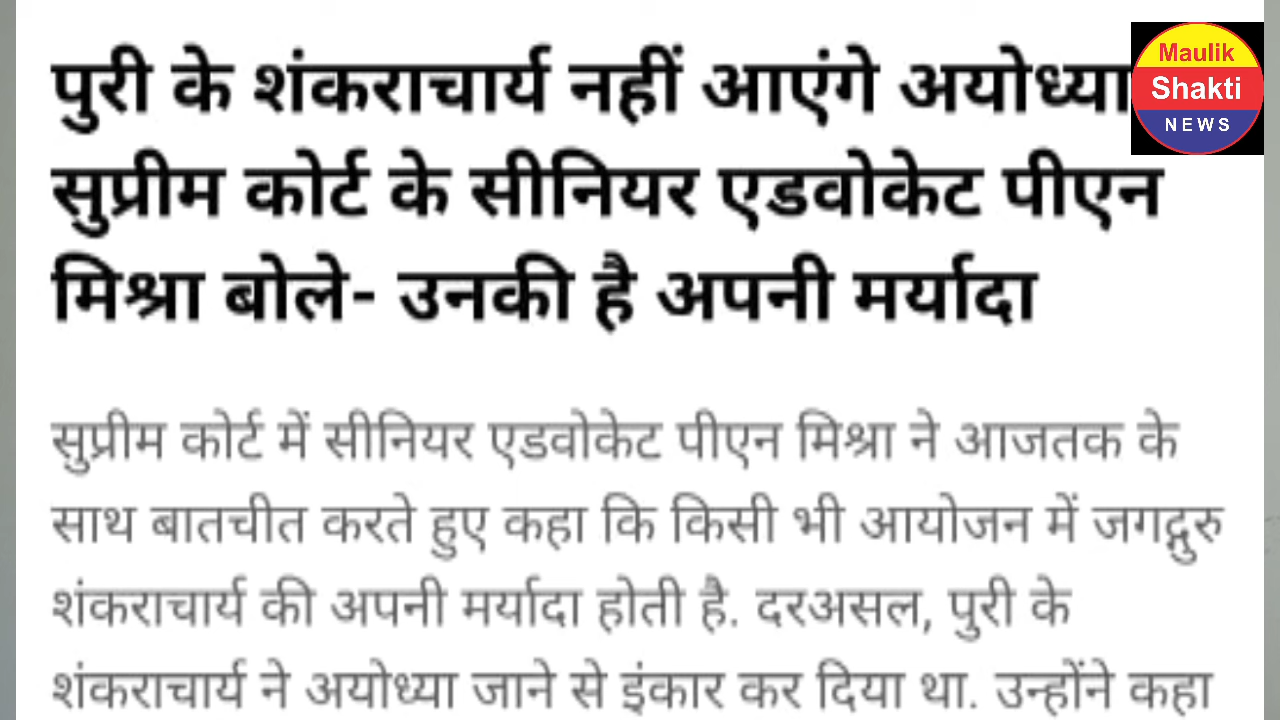 पुरी के शंकराचार्य नहीं आएंगे अयोध्या
सुप्रीम कोर्ट के सीनियर एडवोकेट पीएन
मिश्रा बोले- उनकी है अपनी मर्यादा
सुप्रीम कोर्ट में सीनियर एडवोकेट पीएन मिश्रा ने आजतक के
साथ बातचीत करते हुए कहा कि किसी भी आयोजन में जगद्गुरु
शंकराचार्य की अपनी मर्यादा होती है. दरअसल, पुरी के
शंकराचार्य ने अयोध्या जाने से इंकार कर दिया था. उन्होंने कहा
Maulik
Shakti
NEWS